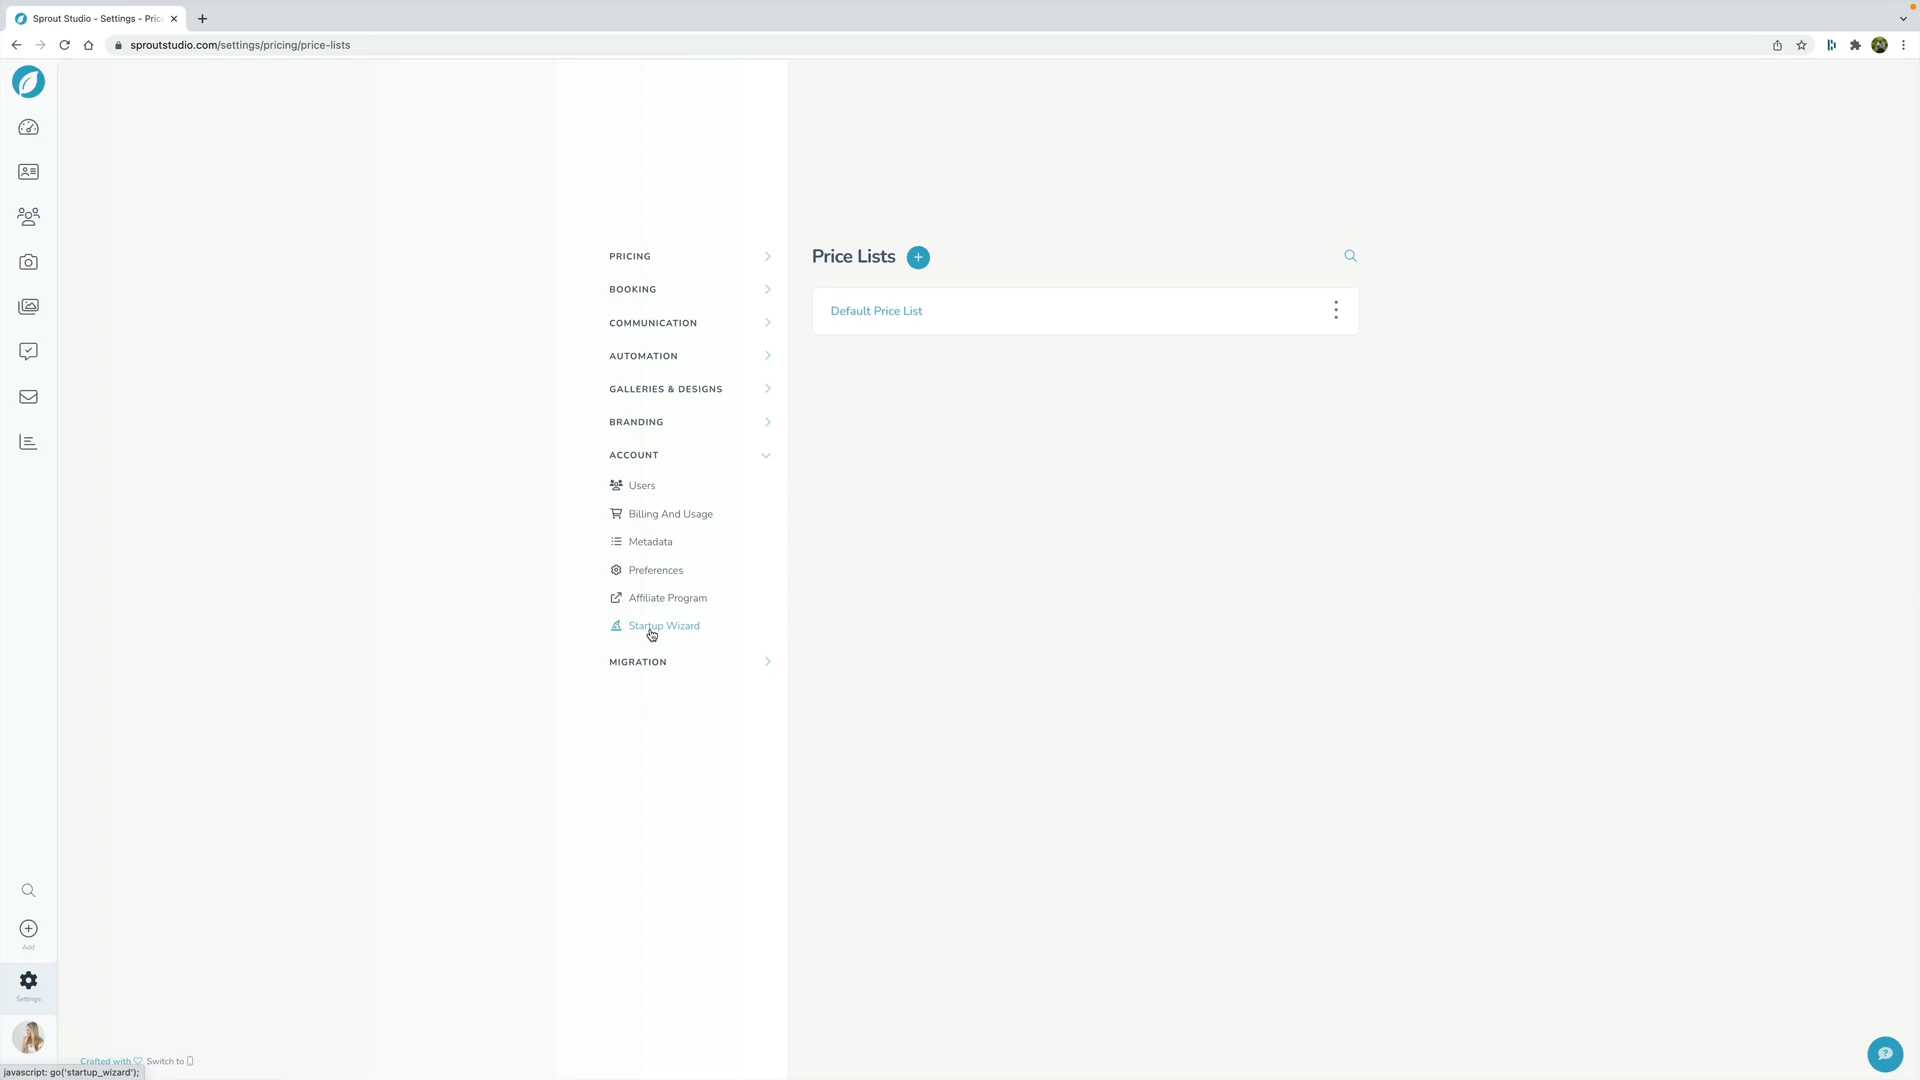 Sprout Studio - Settings - Pric
sproutstudio.com/settings/pricing/price-lists
PRICING
BOOKING
COMMUNICATION
AUTOMATION
GALLERIES & DESIGNS
BRANDING
ACCOUNT
Users
Billing And Usage
Metadata
Preferences
Affiliate Program
Startup Wizard
MIGRATION
Price Lists
Default Price List
Add
Settings
Crafted with Switch to
javascript: go('startup_wizard');